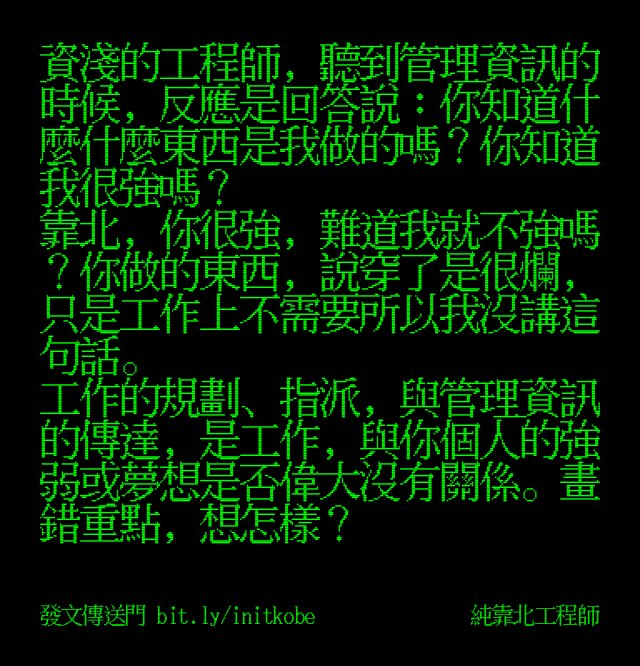 資淺的工程師，聽到管理資訊的
時候，反應是回答說：你知道什
麼什麼東西是我做的嗎？你知道
我很強嗎？
靠北，你很強，難道我就不強嗎
？你做的東西，說穿了是很爛，
只是工作上不需要所以我沒講這
句話。
工作的規劃、指派，與管理資訊
的傳達，是工作，與你個人的強
弱或夢想是否偉大沒有關係。畫
錯重點，想怎樣？
發文傳送門 bit.ly/initkobe
純靠北工程師